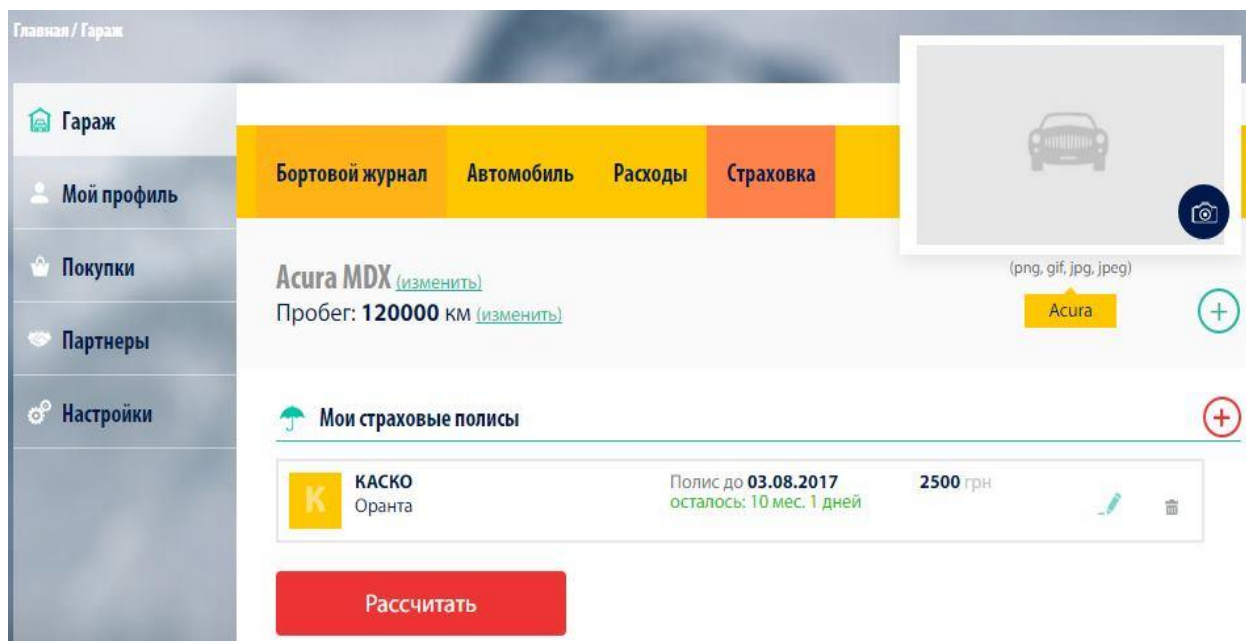 Главная / Гараж
Гараж
Мой профиль
Покупки
Партнеры
Настройки
Бортовой журнал Автомобиль Расходы Страховка
(png, gif, jpg, jpeg)
Acura
Acura MDX (изменить)
Пробег: 120000 км (изменить)
Мои страховые полисы
К
КАСКО
Оранта
Полис до 03.08.2017
осталось: 10 мес. 1 дней
2500 грн
Рассчитать